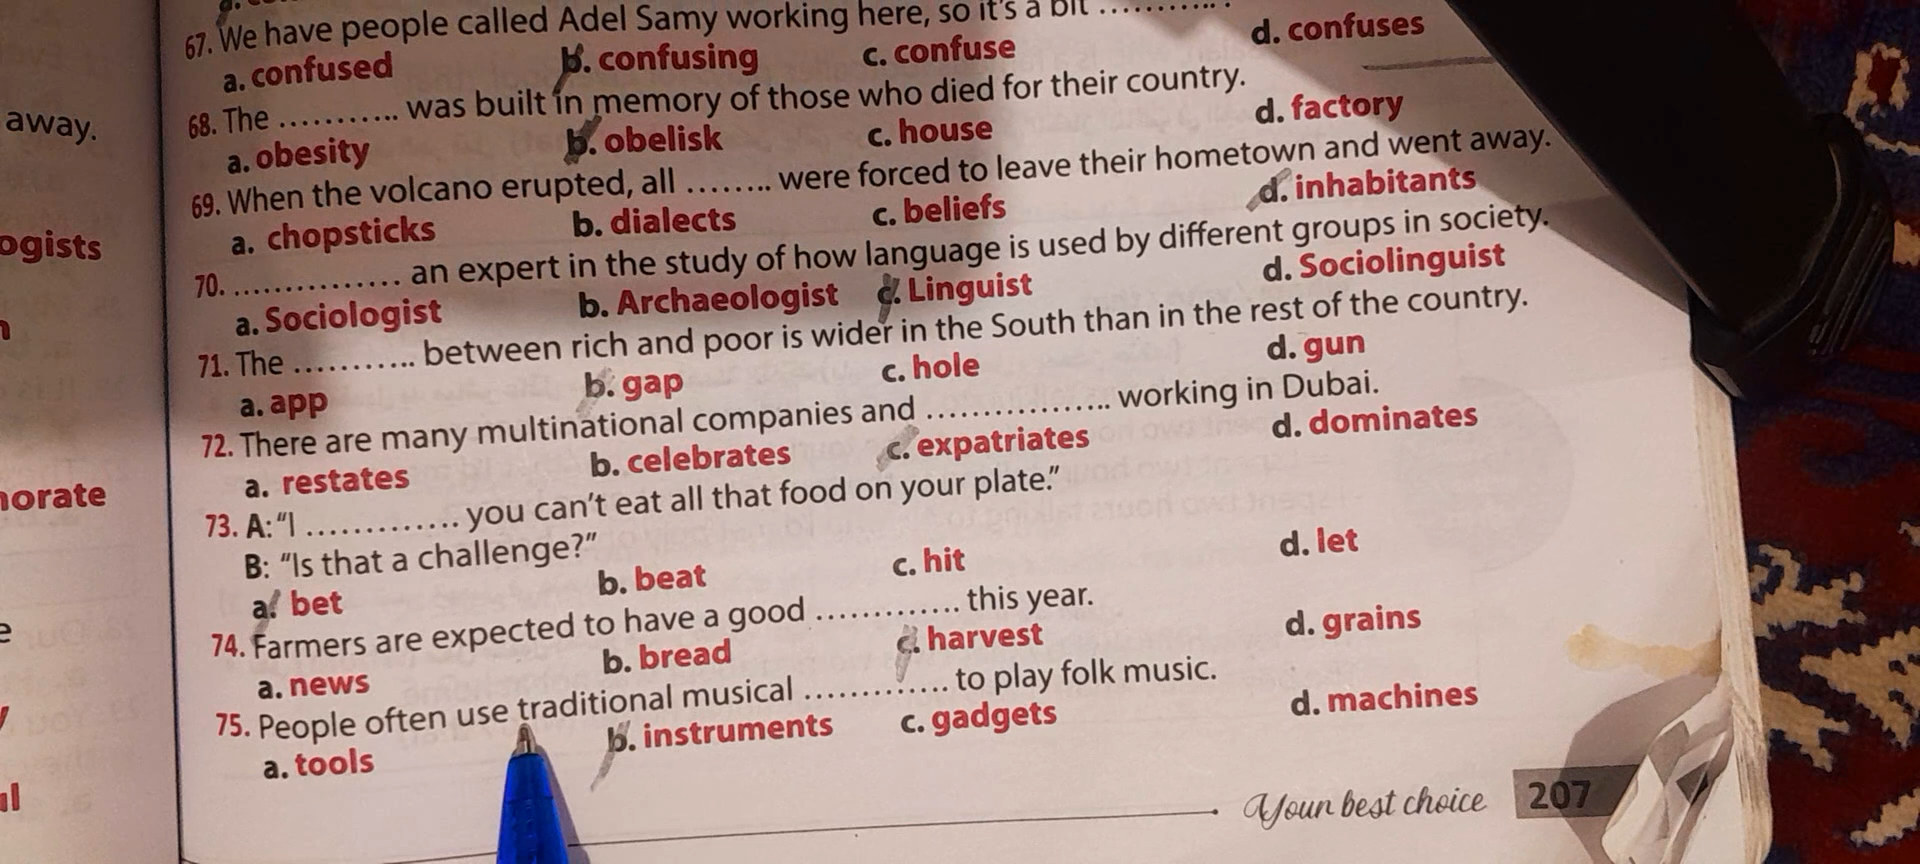 67. We have people called Adel Samy working here, so it's a bit ............
a. confused b. confusing c. confuse d. confuses
68. The ............ was built in memory of those who died for their country.
a. obesity b. obelisk c. house d. factory
69. When the volcano erupted, all ........ were forced to leave their hometown and went away.
a. chopsticks b. dialects c. beliefs d. inhabitants
70. .............. an expert in the study of how language is used by different groups in society.
a. Sociologist b. Archaeologist c. Linguist d. Sociolinguist
71. The ............ between rich and poor is wider in the South than in the rest of the country.
a. app b. gap c. hole d. gun
72. There are many multinational companies and .................. working in Dubai.
a. restates b. celebrates c. expatriates d. dominates
73. A: "I ............... you can't eat all that food on your plate."
B: "Is that a challenge?"
a. bet b. beat c. hit d. let
74. Farmers are expected to have a good .............. this year.
a. news b. bread c. harvest d. grains
75. People often use traditional musical .............. to play folk music.
a. tools b. instruments c. gadgets d. machines
Your best choice 207
away.
ogists
orate